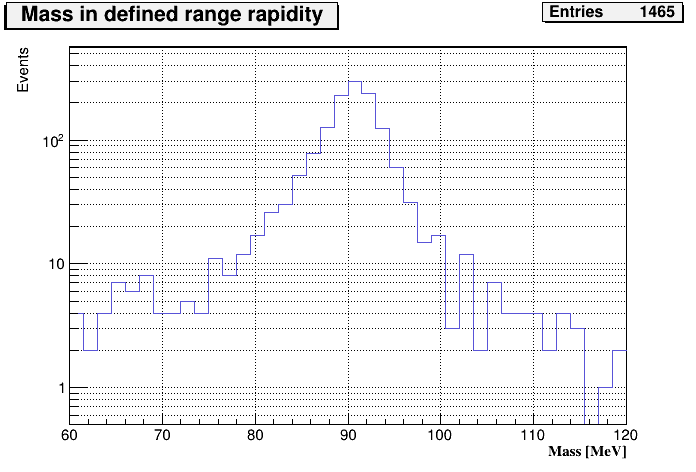 Mass in defined range rapidity
Entries 1465
Events
10²
10
1
60 70 80 90 100 110 120
Mass [MeV]